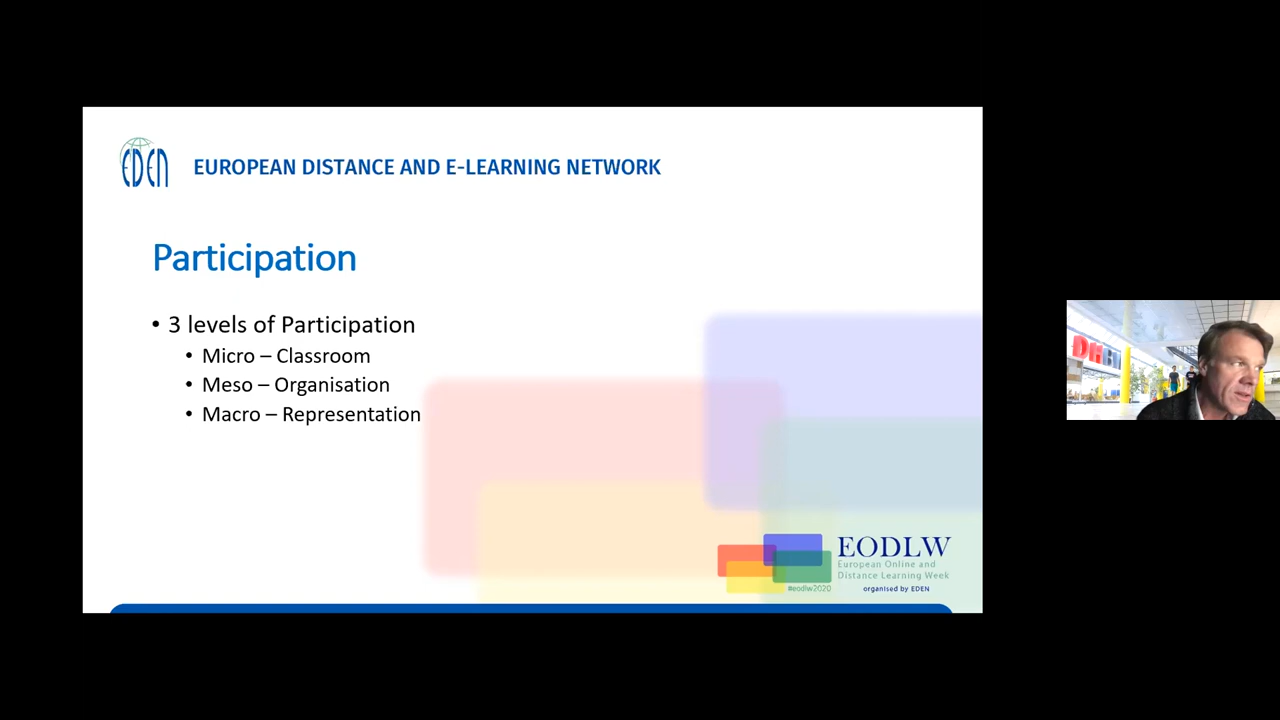 EDEN
EUROPEAN DISTANCE AND E-LEARNING NETWORK
Participation
• 3 levels of Participation
• Micro – Classroom
• Meso – Organisation
• Macro – Representation
EODLW
European Online and
Distance Learning Week
#eodlw2020
organised by EDEN